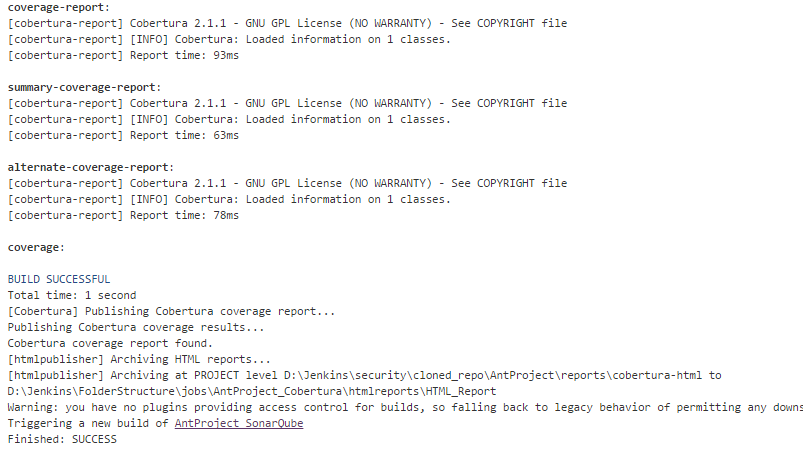 coverage-report:
[cobertura-report] Cobertura 2.1.1 - GNU GPL License (NO WARRANTY) - See COPYRIGHT file
[cobertura-report] [INFO] Cobertura: Loaded information on 1 classes.
[cobertura-report] Report time: 93ms
summary-coverage-report:
[cobertura-report] Cobertura 2.1.1 - GNU GPL License (NO WARRANTY) - See COPYRIGHT file
[cobertura-report] [INFO] Cobertura: Loaded information on 1 classes.
[cobertura-report] Report time: 63ms
alternate-coverage-report:
[cobertura-report] Cobertura 2.1.1 - GNU GPL License (NO WARRANTY) - See COPYRIGHT file
[cobertura-report] [INFO] Cobertura: Loaded information on 1 classes.
[cobertura-report] Report time: 78ms
coverage:
BUILD SUCCESSFUL
Total time: 1 second
[Cobertura] Publishing Cobertura coverage report...
Publishing Cobertura coverage results...
Cobertura coverage report found.
[htmlpublisher] Archiving HTML reports...
[htmlpublisher] Archiving at PROJECT level D:\Jenkins\security\cloned_repo\AntProject\reports\cobertura-html to
D:\Jenkins\FolderStructure\jobs\AntProject_Cobertura\htmlreports\HTML_Report
Warning: you have no plugins providing access control for builds, so falling back to legacy behavior of permitting any downs
Triggering a new build of AntProject_SonarQube
Finished: SUCCESS